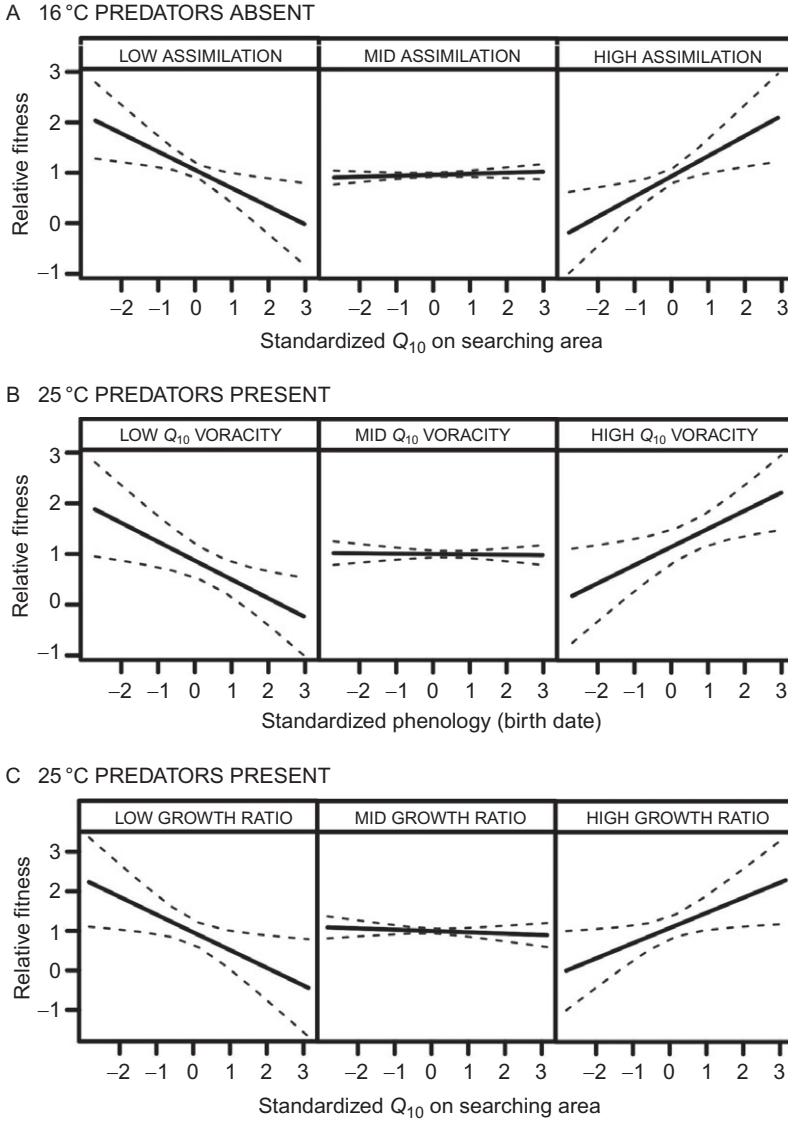 A 16 °C PREDATORS ABSENT
LOW ASSIMILATION MID ASSIMILATION HIGH ASSIMILATION
3
2
1
0
–1
Relative fitness
–2 –1 0 1 2 3 –2 –1 0 1 2 3 –2 –1 0 1 2 3
Standardized Q10 on searching area
B 25 °C PREDATORS PRESENT
LOW Q10 VORACITY MID Q10 VORACITY HIGH Q10 VORACITY
3
2
1
0
–1
Relative fitness
–2 –1 0 1 2 3 –2 –1 0 1 2 3 –2 –1 0 1 2 3
Standardized phenology (birth date)
C 25 °C PREDATORS PRESENT
LOW GROWTH RATIO MID GROWTH RATIO HIGH GROWTH RATIO
3
2
1
0
–1
Relative fitness
–2 –1 0 1 2 3 –2 –1 0 1 2 3 –2 –1 0 1 2 3
Standardized Q10 on searching area